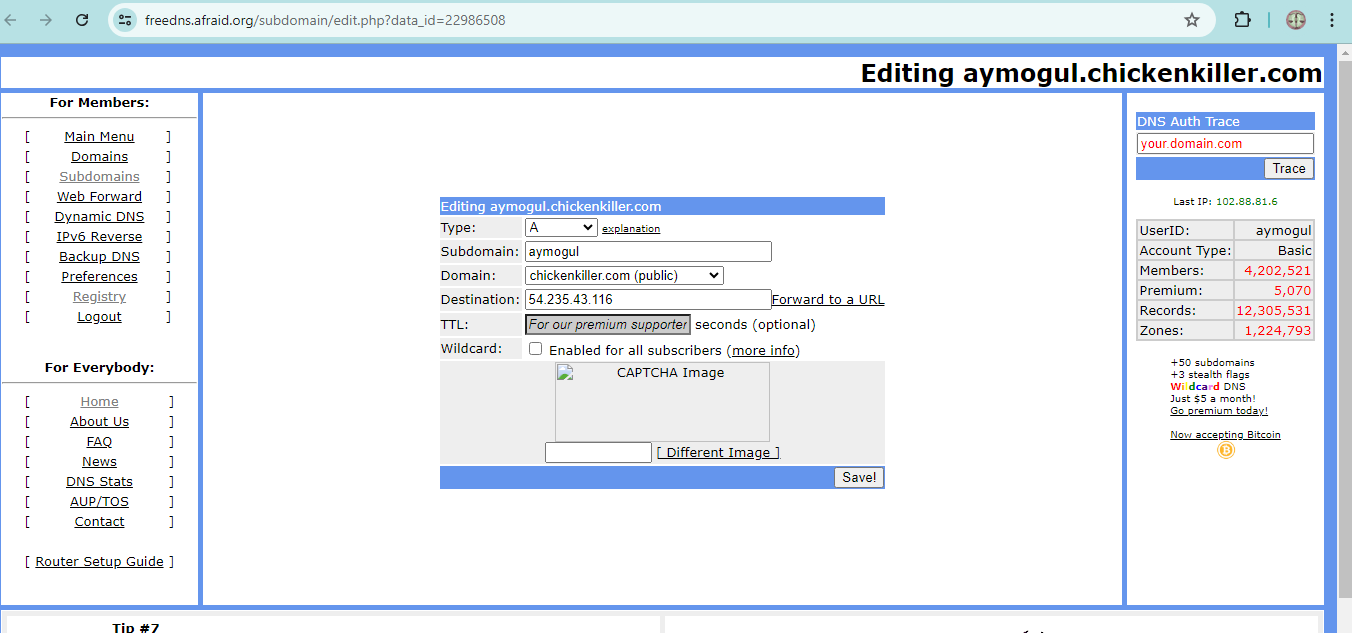 freedns.afraid.org/subdomain/edit.php?data_id=22986508
Editing aymogul.chickenkiller.com
For Members:
[ Main Menu ]
[ Domains ]
[ Subdomains ]
[ Web Forward ]
[ Dynamic DNS ]
[ IPv6 Reverse ]
[ Backup DNS ]
[ Preferences ]
[ Registry ]
[ Logout ]
For Everybody:
[ Home ]
[ About Us ]
[ FAQ ]
[ News ]
[ DNS Stats ]
[ AUP/TOS ]
[ Contact ]
[ Router Setup Guide ]
Editing aymogul.chickenkiller.com
Type: A explanation
Subdomain: aymogul
Domain: chickenkiller.com (public)
Destination: 54.235.43.116 Forward to a URL
TTL: For our premium supporter seconds (optional)
Wildcard: Enabled for all subscribers (more info)
CAPTCHA Image
[ Different Image ]
Save!
DNS Auth Trace
your.domain.com
Trace
Last IP: 102.88.81.6
UserID: aymogul
Account Type: Basic
Members: 4,202,521
Premium: 5,070
Records: 12,305,531
Zones: 1,224,793
+50 subdomains
+3 stealth flags
Wildcard DNS
Just $5 a month!
Go premium today!
Now accepting Bitcoin
Tip #7